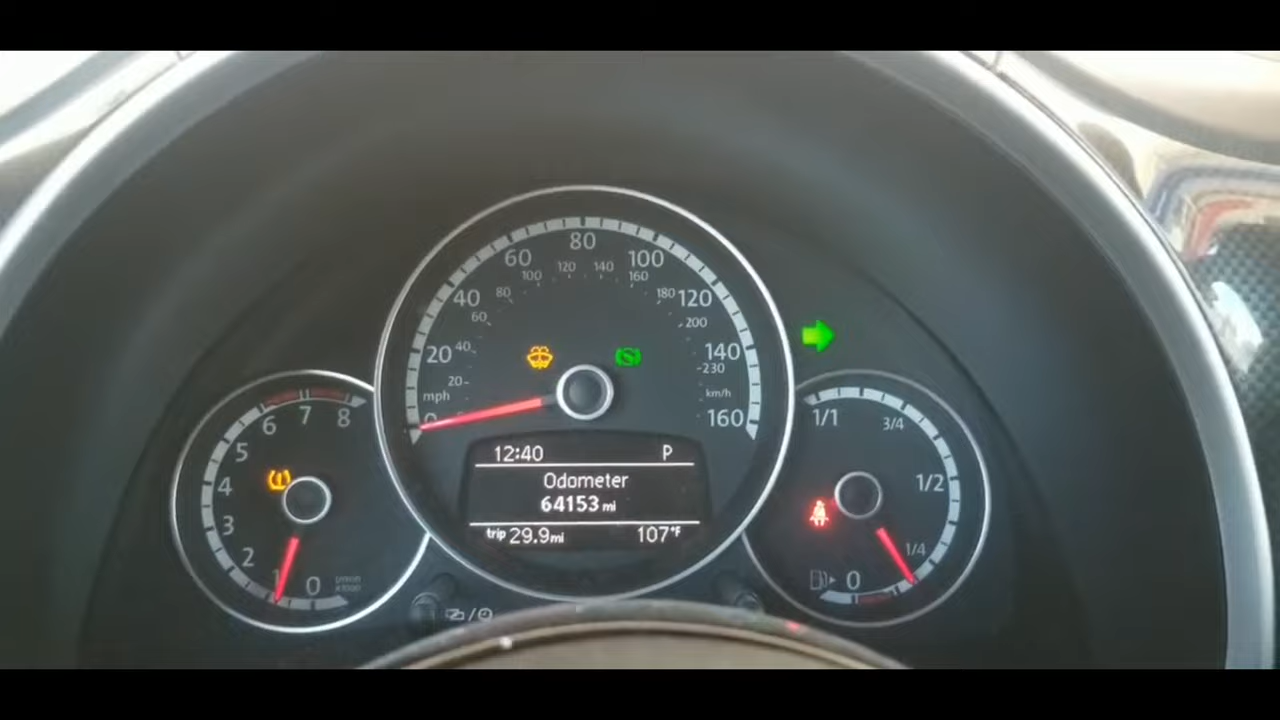 80
60 100
100 120 140 160
40 80 180 120
60 200
20 40 140
230
mph 20 km/h
0 160
12:40 P
Odometer
64153 mi
trip 29.9mi 107°F
6 7 8
5
4
3
2
1 0
1/1 3/4
1/2
1/4
0